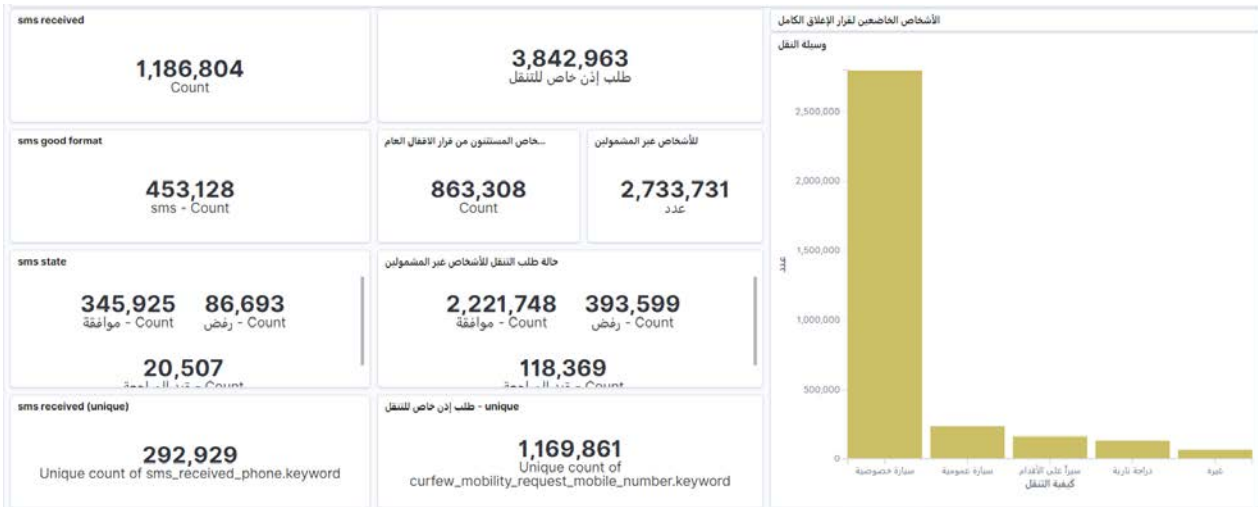 sms received
1,186,804
Count
3,842,963
طلب إذن خاص للتنقل
sms good format
453,128
sms - Count
...خاص المستثنون من قرار الاقفال العام
863,308
Count
للأشخاص غير المشمولين
2,733,731
عدد
sms state
345,925 86,693
Count - موافقة Count - رفض
20,507
Count - قيد المراجعة
حالة طلب التنقل للأشخاص غير المشمولين
2,221,748 393,599
Count - موافقة Count - رفض
118,369
Count - قيد المراجعة
sms received (unique)
292,929
Unique count of sms_received_phone.keyword
طلب إذن خاص للتنقل - unique
1,169,861
Unique count of
curfew_mobility_request_mobile_number.keyword
الأشخاص الخاضعين لقرار الإغلاق الكامل
وسيلة النقل
2,500,000
2,000,000
1,500,000
1,000,000
500,000
0
عدد
سيارة خصوصية
سيارة عمومية
سيراً على الأقدام
دراجة نارية
غيره
كيفية التنقل